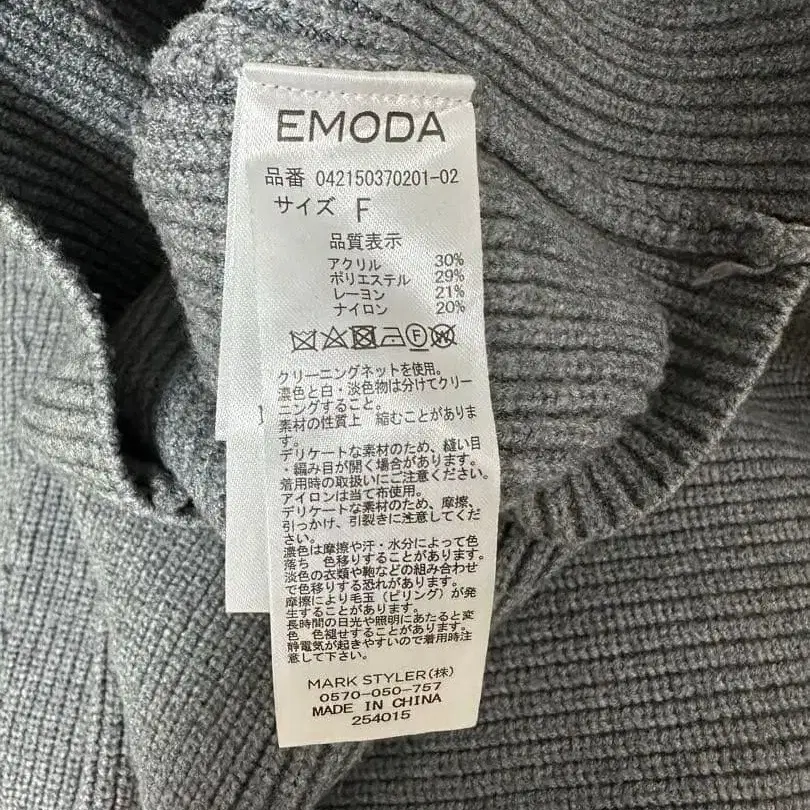 EMODA
品番 042150370201-02
サイズ F
品質表示
アクリル 30%
ポリエステル 29%
レーヨン 21%
ナイロン 20%
クリーニングネットを使用。
濃色と白・淡色物は分けてクリー
ニングすること。
素材の性質上 縮むことがありま
す。
デリケートな素材のため、縫い目
・編み目が開く場合があります。
着用時の取扱いにご注意ください。
アイロンは当て布使用。
デリケートな素材のため、摩擦、
引っかけ、引裂きに注意してくだ
さい。
濃色は摩擦や汗・水分によって色
落ち 色移りすることがあります。
淡色の衣類や鞄などの組み合わせ
で色移りする恐れがあります。
摩擦により毛玉（ピリング）が発
生することがあります。
長時間の日光や照明にあたると変
色 色褪せすることがあります。
静電気が起きやすいので着用時注
意して下さい。
MARK STYLER(株)
0570-050-757
MADE IN CHINA
254015